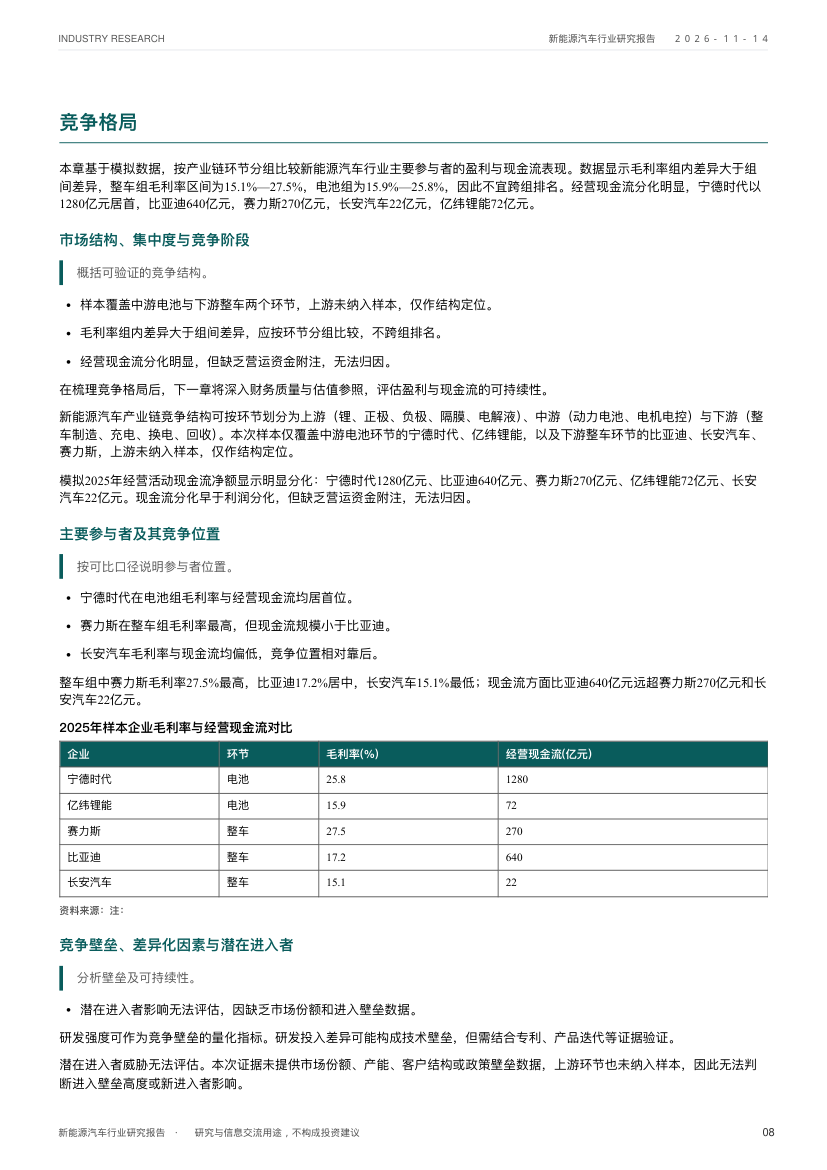 INDUSTRY RESEARCH 新能源汽车行业研究报告 2026-11-14
竞争格局
本章基于模拟数据，按产业链环节分组比较新能源汽车行业主要参与者的盈利与现金流表现。数据显示毛利率组内差异大于组
间差异，整车组毛利率区间为15.1%—27.5%，电池组为15.9%—25.8%，因此不宜跨组排名。经营现金流分化明显，宁德时代以
1280亿元居首，比亚迪640亿元，赛力斯270亿元，长安汽车22亿元，亿纬锂能72亿元。
市场结构、集中度与竞争阶段
概括可验证的竞争结构。
• 样本覆盖中游电池与下游整车两个环节，上游未纳入样本，仅作结构定位。
• 毛利率组内差异大于组间差异，应按环节分组比较，不跨组排名。
• 经营现金流分化明显，但缺乏营运资金附注，无法归因。
在梳理竞争格局后，下一章将深入财务质量与估值参照，评估盈利与现金流的可持续性。
新能源汽车产业链竞争结构可按环节划分为上游（锂、正极、负极、隔膜、电解液）、中游（动力电池、电机电控）与下游（整
车制造、充电、换电、回收）。本次样本仅覆盖中游电池环节的宁德时代、亿纬锂能，以及下游整车环节的比亚迪、长安汽车、
赛力斯，上游未纳入样本，仅作结构定位。
模拟2025年经营活动现金流净额显示明显分化：宁德时代1280亿元、比亚迪640亿元、赛力斯270亿元、亿纬锂能72亿元、长安
汽车22亿元。现金流分化早于利润分化，但缺乏营运资金附注，无法归因。
主要参与者及其竞争位置
按可比口径说明参与者位置。
• 宁德时代在电池组毛利率与经营现金流均居首位。
• 赛力斯在整车组毛利率最高，但现金流规模小于比亚迪。
• 长安汽车毛利率与现金流均偏低，竞争位置相对靠后。
整车组中赛力斯毛利率27.5%最高，比亚迪17.2%居中，长安汽车15.1%最低；现金流方面比亚迪640亿元远超赛力斯270亿元和长
安汽车22亿元。
2025年样本企业毛利率与经营现金流对比
企业 环节 毛利率(%) 经营现金流(亿元)
宁德时代 电池 25.8 1280
亿纬锂能 电池 15.9 72
赛力斯 整车 27.5 270
比亚迪 整车 17.2 640
长安汽车 整车 15.1 22
资料来源：注：
竞争壁垒、差异化因素与潜在进入者
分析壁垒及可持续性。
• 潜在进入者影响无法评估，因缺乏市场份额和进入壁垒数据。
研发强度可作为竞争壁垒的量化指标。研发投入差异可能构成技术壁垒，但需结合专利、产品迭代等证据验证。
潜在进入者威胁无法评估。本次证据未提供市场份额、产能、客户结构或政策壁垒数据，上游环节也未纳入样本，因此无法判
断进入壁垒高度或新进入者影响。
新能源汽车行业研究报告 · 研究与信息交流用途，不构成投资建议 08